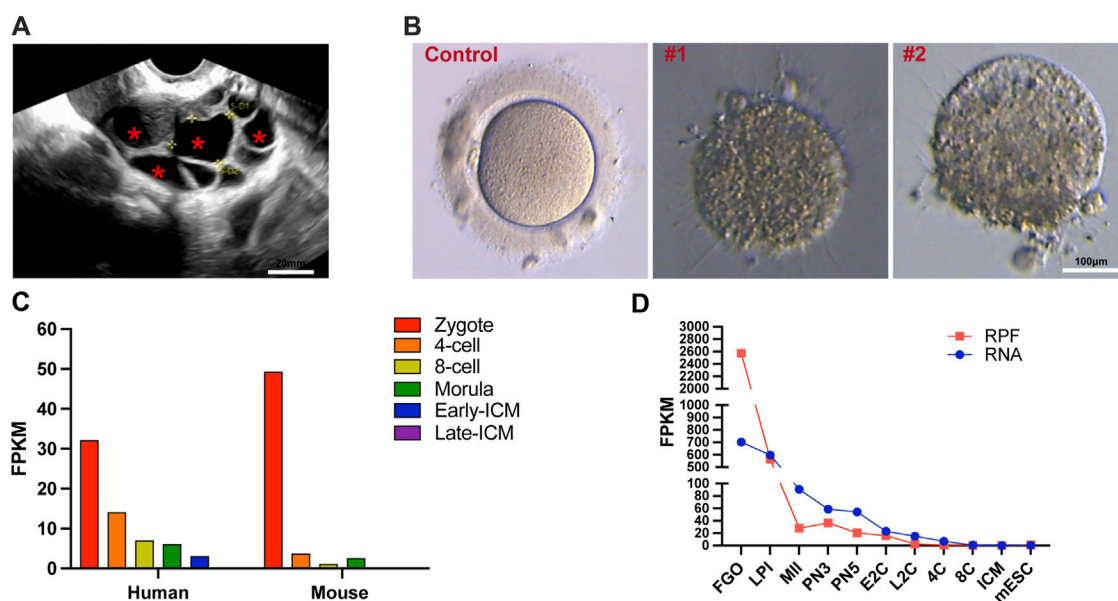 A
5-D1
20mm
B
Control
#1
#2
100μm
C
FPKM
60
50
40
30
20
10
0
Human
Mouse
Zygote
4-cell
8-cell
Morula
Early-ICM
Late-ICM
D
FPKM
3000
2800
2600
2400
2200
2000
1000
900
800
700
600
500
100
80
60
40
20
0
FGO
LPI
MII
PN3
PN5
E2C
L2C
4C
8C
ICM
mESC
RPF
RNA